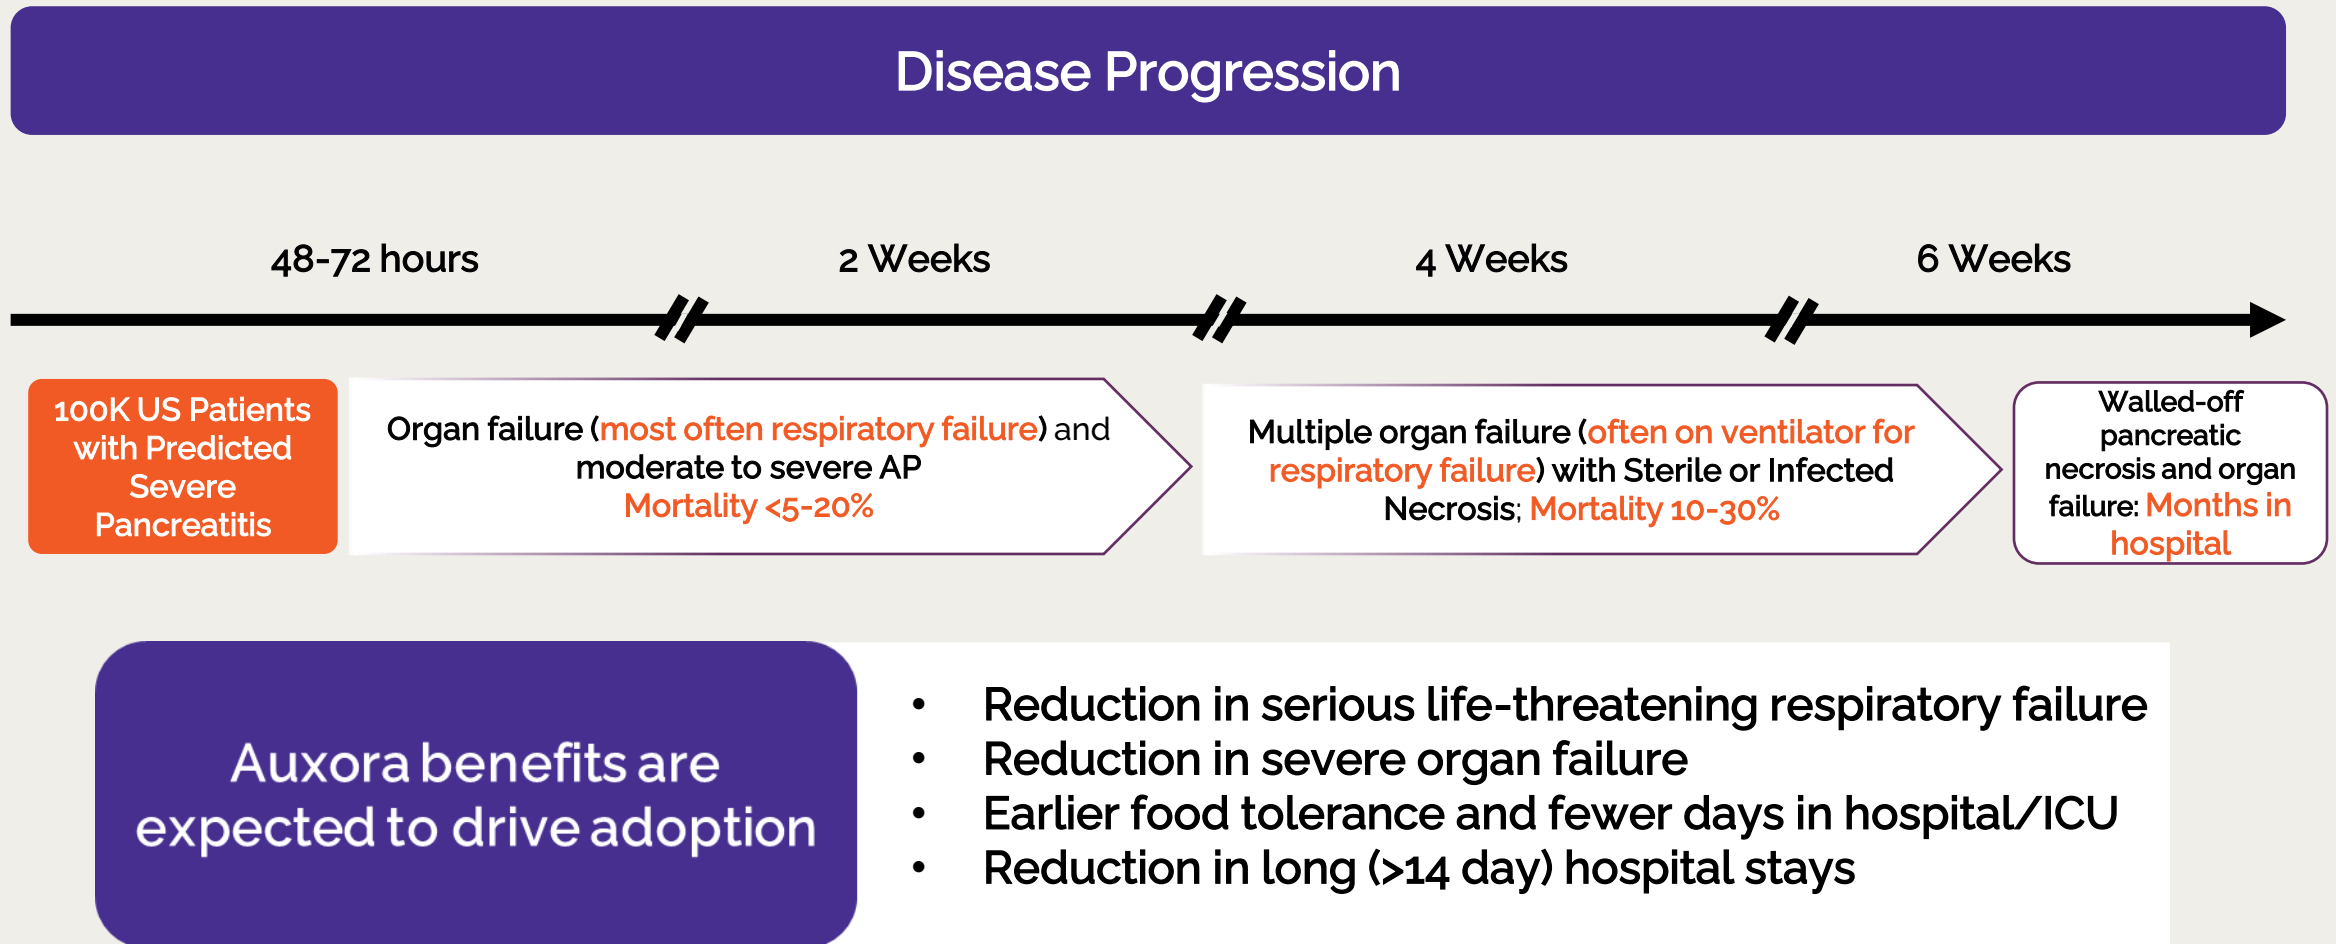 Disease Progression
48-72 hours
2 Weeks
4 Weeks
6 Weeks
100K US Patients
with Predicted
Severe
Pancreatitis
Organ failure (most often respiratory failure) and
moderate to severe AP
Mortality <5-20%
Multiple organ failure (often on ventilator for
respiratory failure) with Sterile or Infected
Necrosis; Mortality 10-30%
Walled-off
pancreatic
necrosis and organ
failure: Months in
hospital
Auxora benefits are
expected to drive adoption
• Reduction in serious life-threatening respiratory failure
• Reduction in severe organ failure
• Earlier food tolerance and fewer days in hospital/ICU
• Reduction in long (>14 day) hospital stays